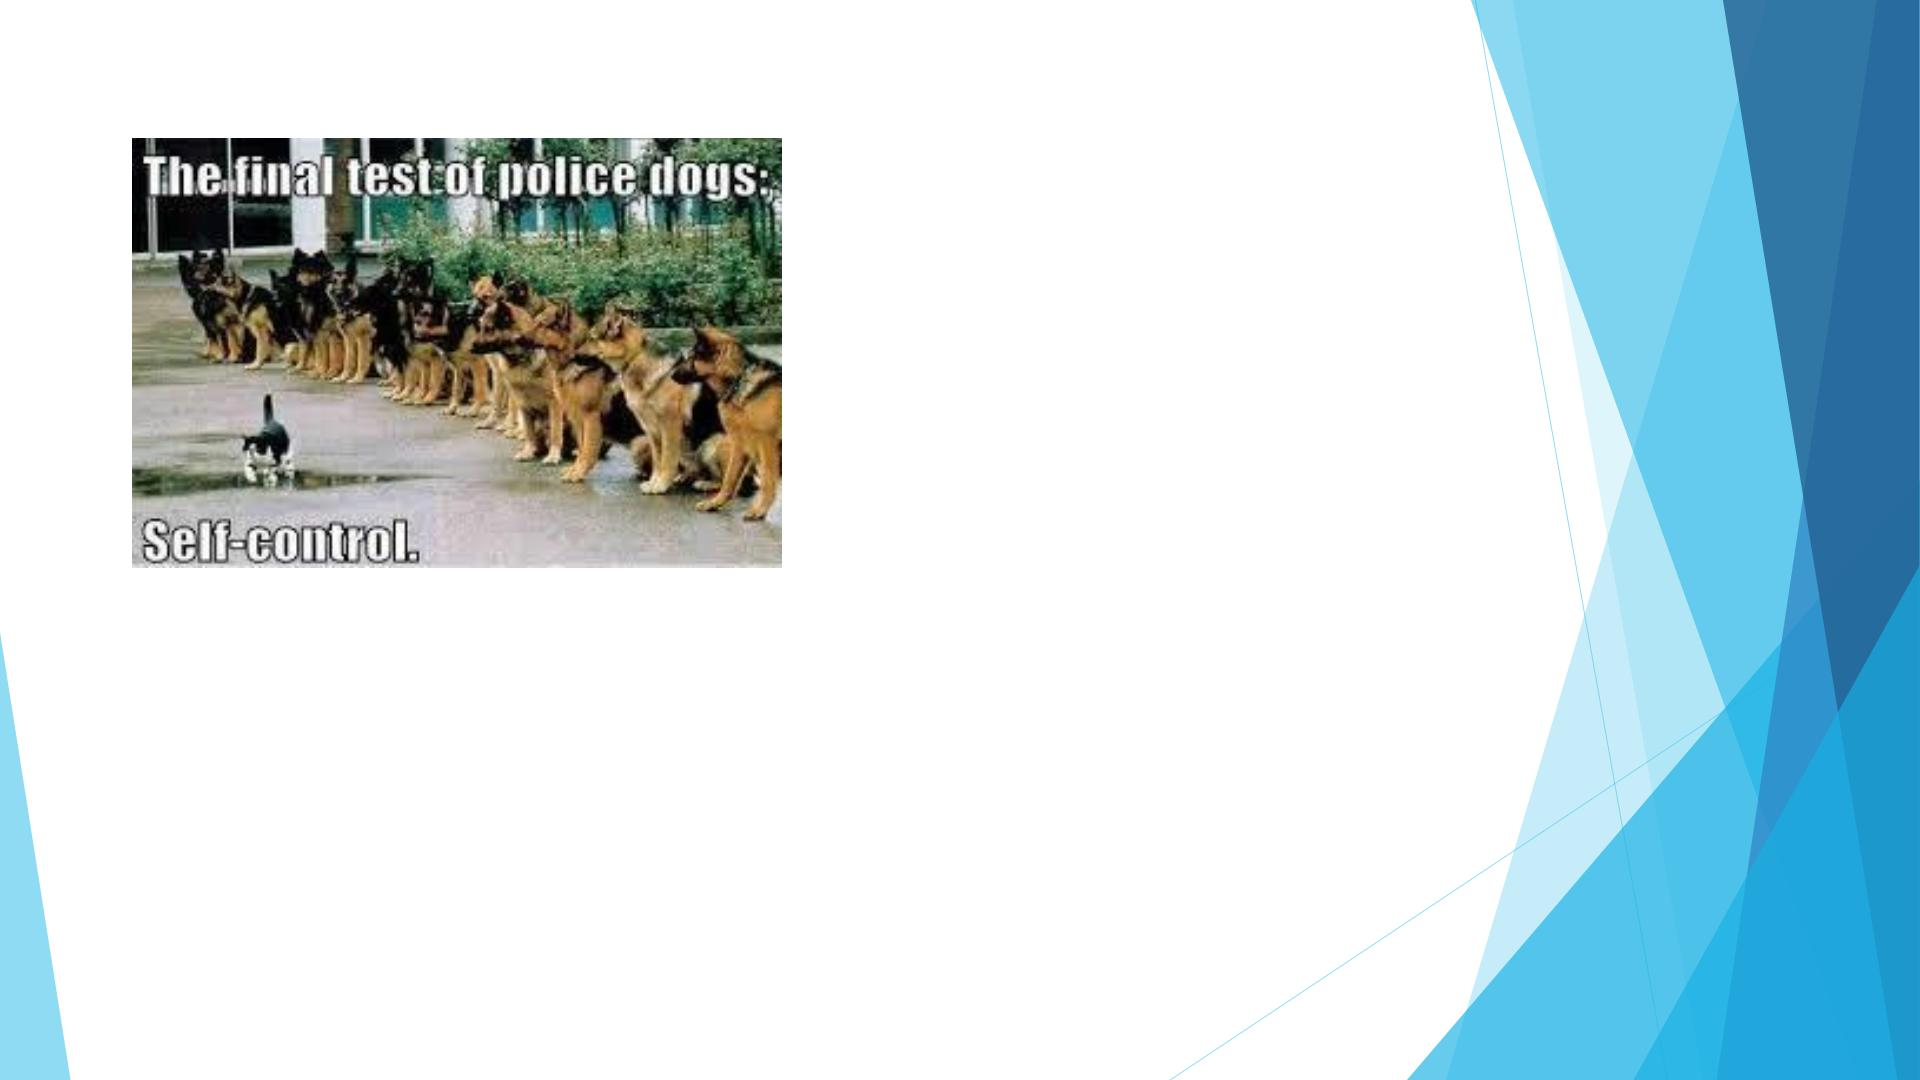 The final test of police dogs:
Self-control.